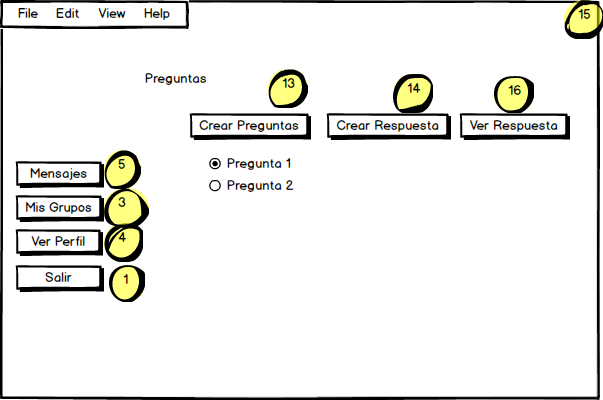 File Edit View Help
15
Preguntas
13
14
16
Crear Preguntas
Crear Respuesta
Ver Respuesta
Pregunta 1
Pregunta 2
Mensajes
5
Mis Grupos
3
Ver Perfil
4
Salir
1